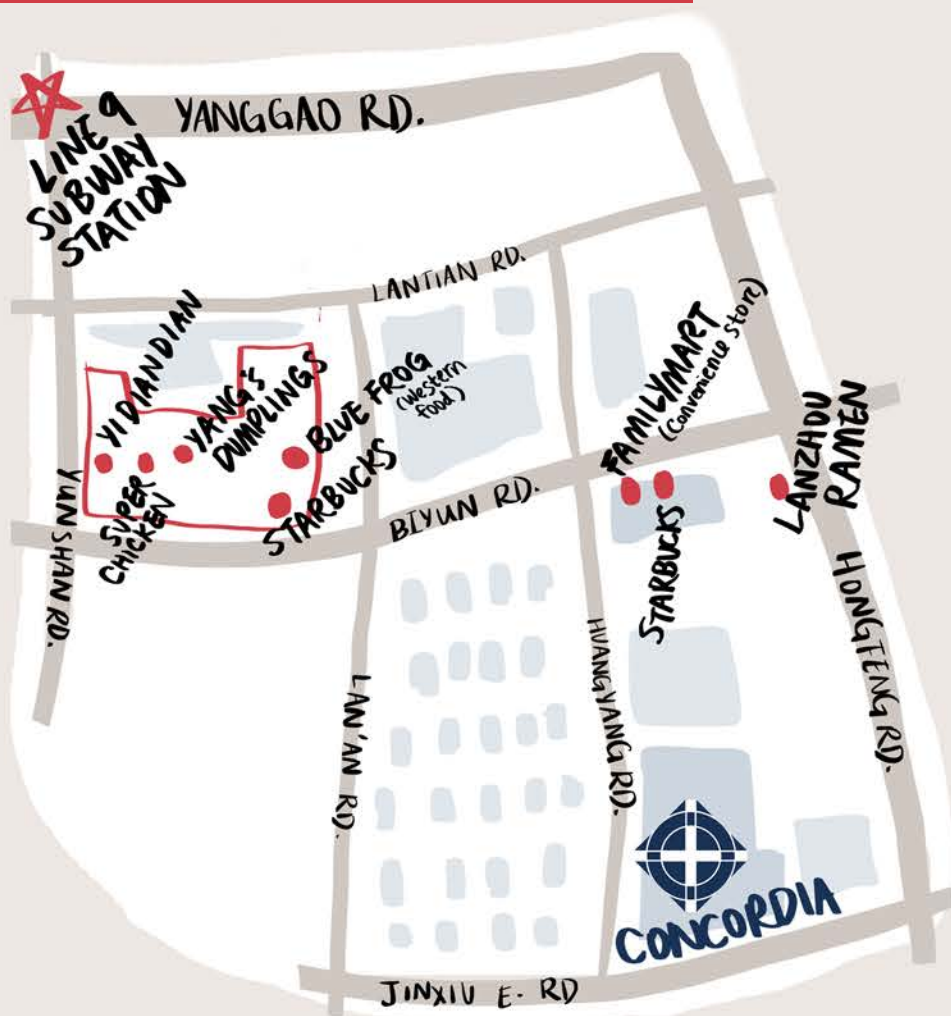 YANGGAO RD.
LINE 9
SUBWAY
STATION
LANTIAN RD.
YIDIANDIAN
YANG'S
DUMPLINGS
BLUE FROG
(Western
food)
FAMILYMART
(Convenience Store)
LANZHOU
RAMEN
SUPER
CHICKEN
STARBUCKS
BIYUN RD.
STARBUCKS
YUNSHAN RD.
HUANGYANG RD.
HONGFENG RD.
LAN'AN RD.
CONCORDIA
JINXIU E. RD